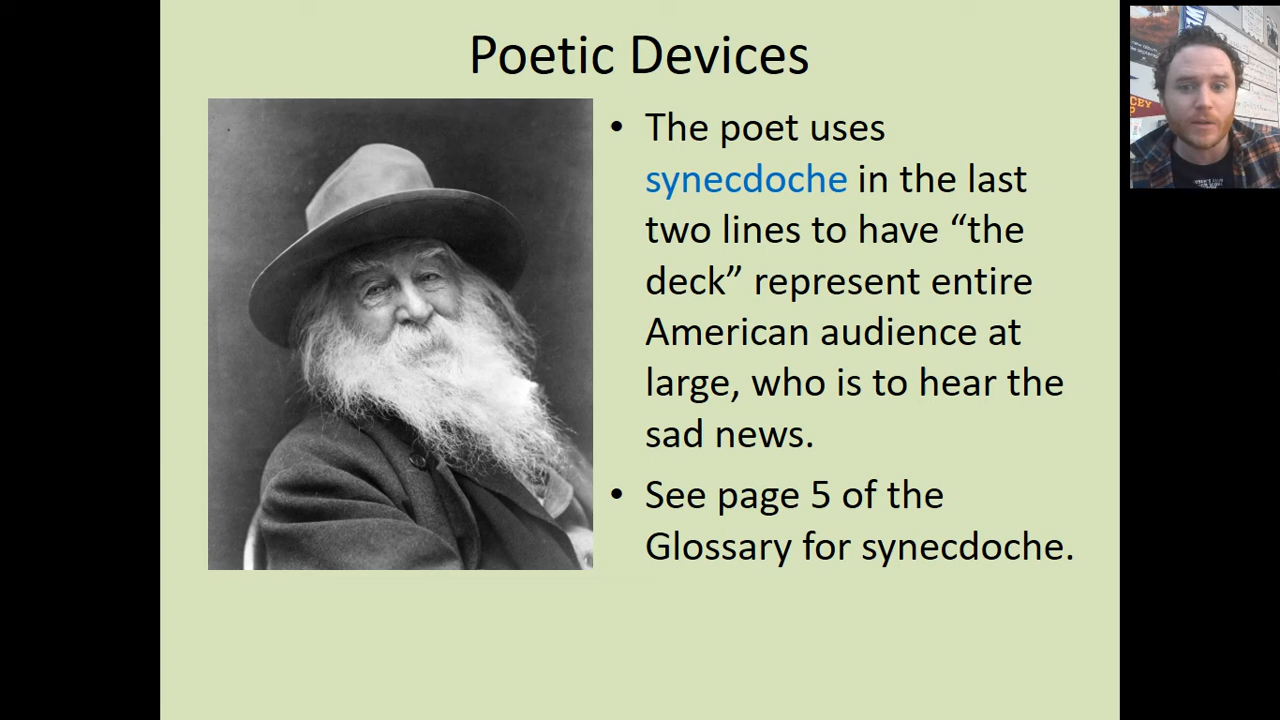 Poetic Devices
• The poet uses
synecdoche in the last
two lines to have “the
deck” represent entire
American audience at
large, who is to hear the
sad news.
• See page 5 of the
Glossary for synecdoche.
CEY
P